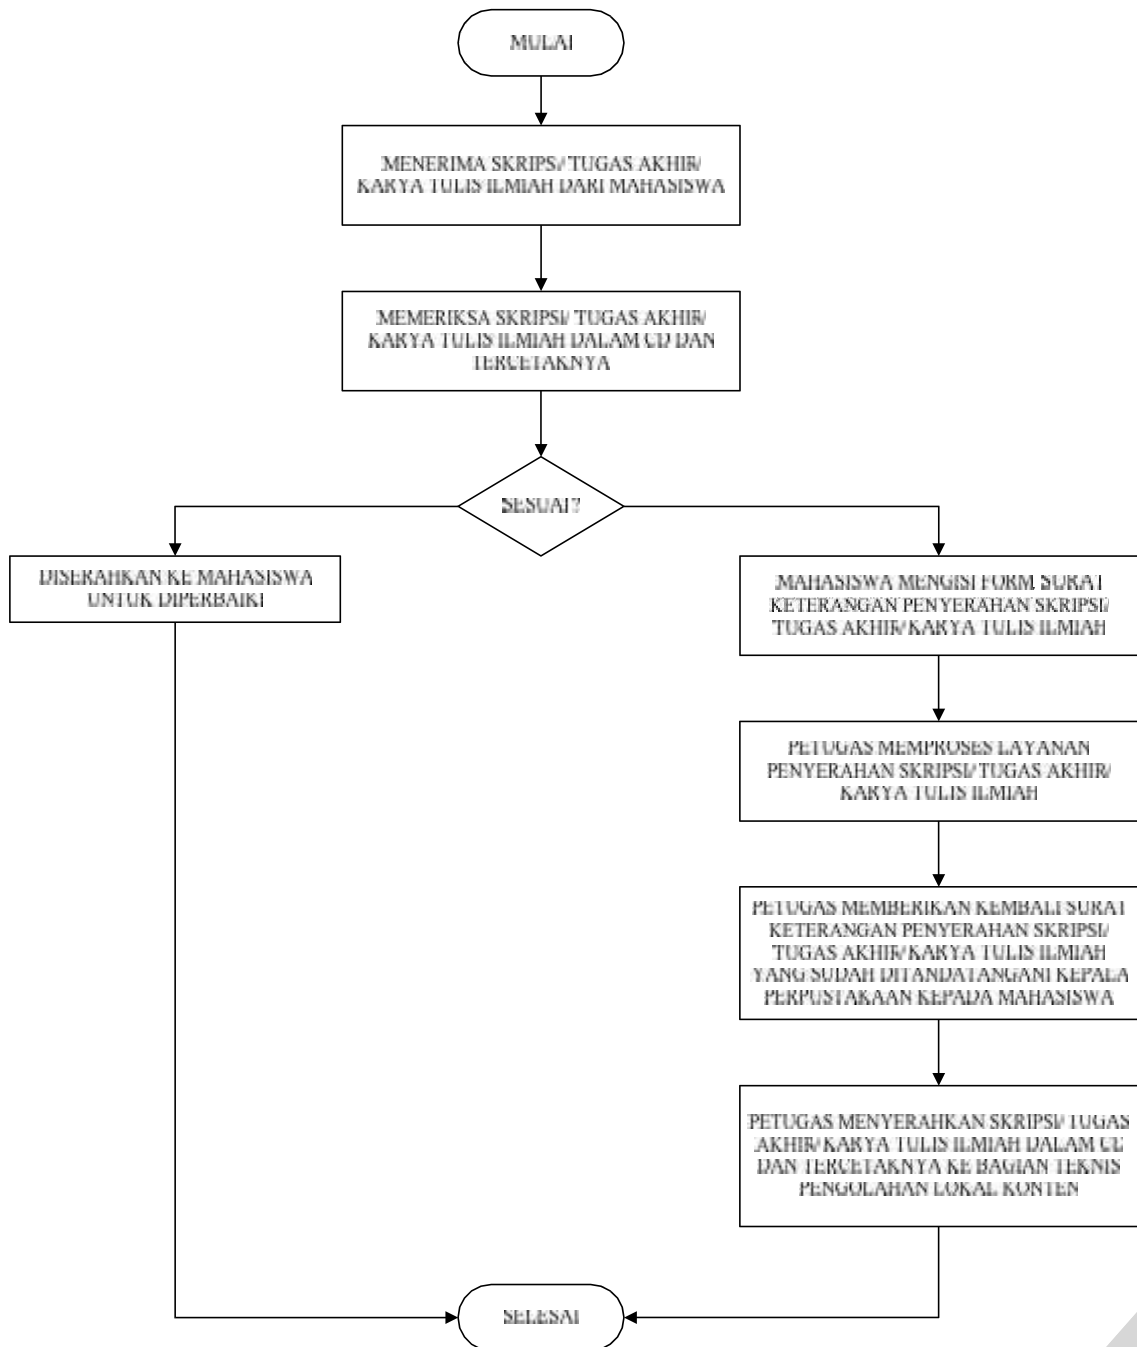 MULAI
MENERIMA SKRIPSI/ TUGAS AKHIR/
KARYA TULIS ILMIAH DARI MAHASISWA
MEMERIKSA SKRIPSI/ TUGAS AKHIR/
KARYA TULIS ILMIAH DALAM CD DAN
TERCETAKNYA
SESUAI?
DISERAHKAN KE MAHASISWA
UNTUK DIPERBAIKI
MAHASISWA MENGISI FORM SURAT
KETERANGAN PENYERAHAN SKRIPSI/
TUGAS AKHIR/ KARYA TULIS ILMIAH
PETUGAS MEMPROSES LAYANAN
PENYERAHAN SKRIPSI/ TUGAS AKHIR/
KARYA TULIS ILMIAH
PETUGAS MEMBERIKAN KEMBALI SURAT
KETERANGAN PENYERAHAN SKRIPSI/
TUGAS AKHIR/ KARYA TULIS ILMIAH
YANG SUDAH DITANDATANGANI KEPALA
PERPUSTAKAAN KEPADA MAHASISWA
PETUGAS MENYERAHKAN SKRIPSI/ TUGAS
AKHIR/ KARYA TULIS ILMIAH DALAM CD
DAN TERCETAKNYA KE BAGIAN TEKNIS
PENGOLAHAN LOKAL KONTEN
SELESAI